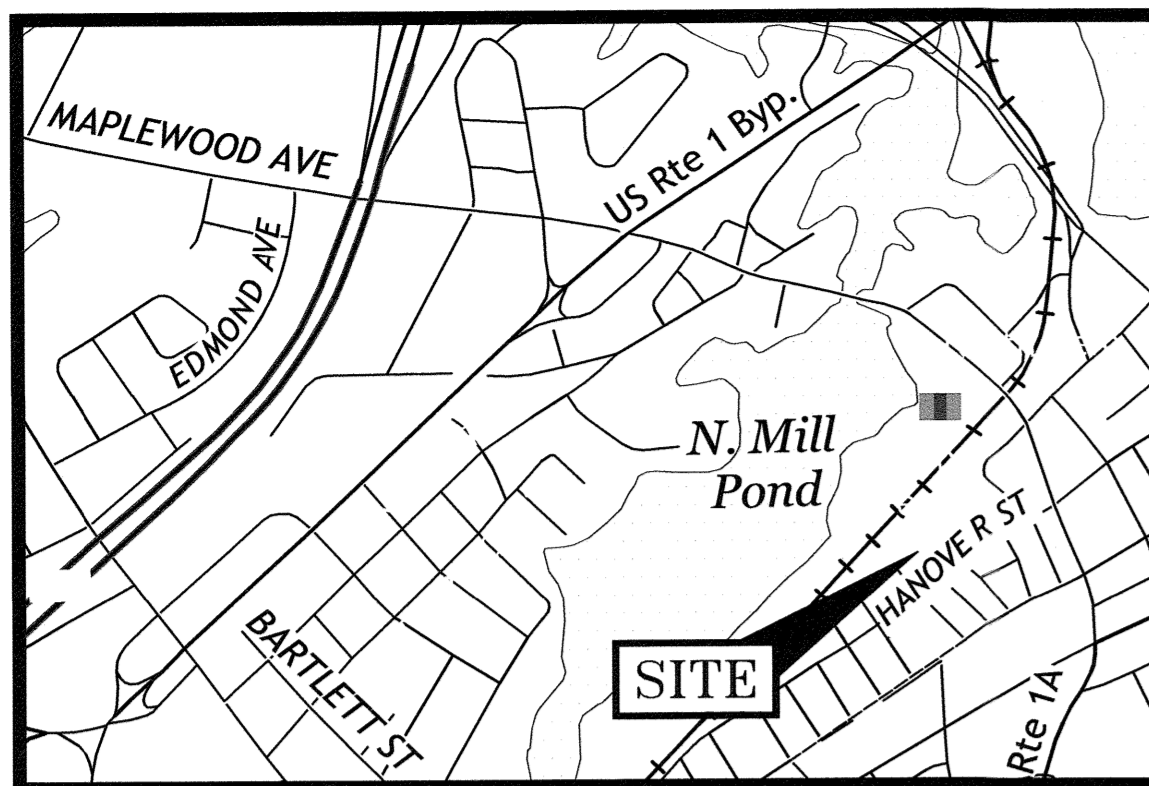 MAPLEWOOD AVE
US Rte 1 Byp.
EDMOND AVE
N. Mill
Pond
HANOVE R ST
BARTLETT ST
SITE
Rte 1A